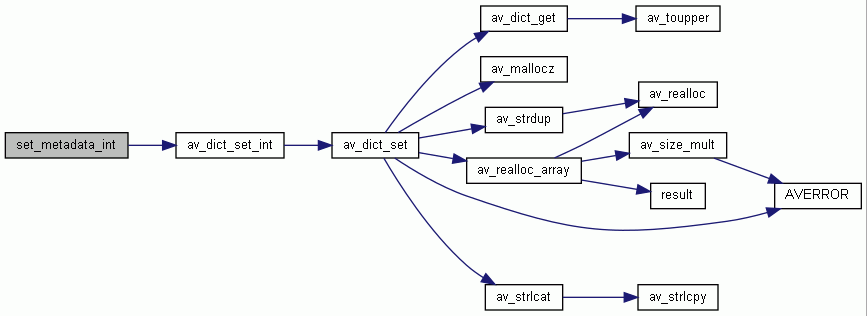 av_dict_get
av_toupper
av_mallocz
av_realloc
av_strdup
set_metadata_int
av_dict_set_int
av_dict_set
av_size_mult
av_realloc_array
result
AVERROR
av_strlcat
av_strlcpy